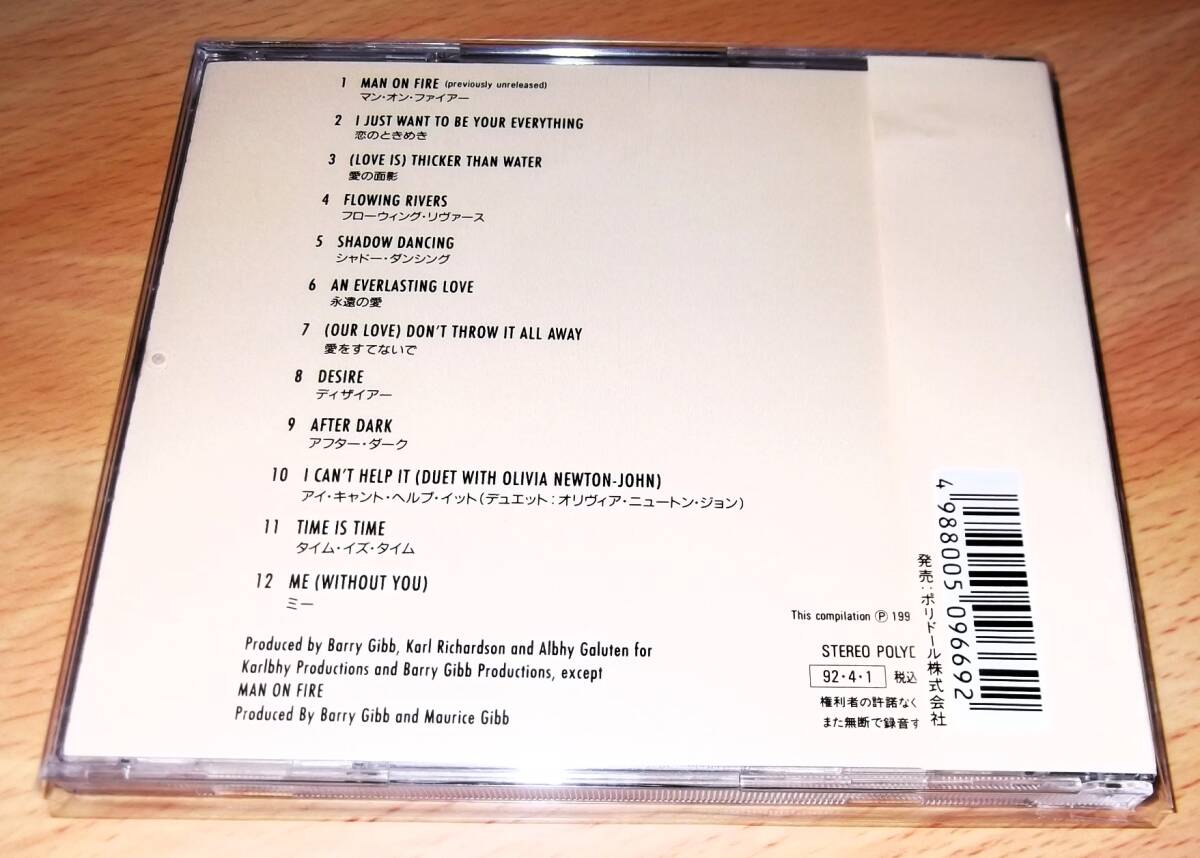 1 MAN ON FIRE (previously unreleased)
マン・オン・ファイアー
2 I JUST WANT TO BE YOUR EVERYTHING
恋のときめき
3 (LOVE IS) THICKER THAN WATER
愛の面影
4 FLOWING RIVERS
フローウィング・リヴァース
5 SHADOW DANCING
シャドー・ダンシング
6 AN EVERLASTING LOVE
永遠の愛
7 (OUR LOVE) DON'T THROW IT ALL AWAY
愛をすてないで
8 DESIRE
ディザイアー
9 AFTER DARK
アフター・ダーク
10 I CAN'T HELP IT (DUET WITH OLIVIA NEWTON-JOHN)
アイ・キャント・ヘルプ・イット(デュエット:オリヴィア・ニュートン・ジョン)
11 TIME IS TIME
タイム・イズ・タイム
12 ME (WITHOUT YOU)
ミー
Produced by Barry Gibb, Karl Richardson and Albhy Galuten for
Karlbhy Productions and Barry Gibb Productions, except
MAN ON FIRE
Produced By Barry Gibb and Maurice Gibb
This compilation Ⓟ 199
STEREO POLYD
92・4・1 税込
権利者の許諾なく
また無断で録音す
発売:ポリドール株式会社
4 988005 096692